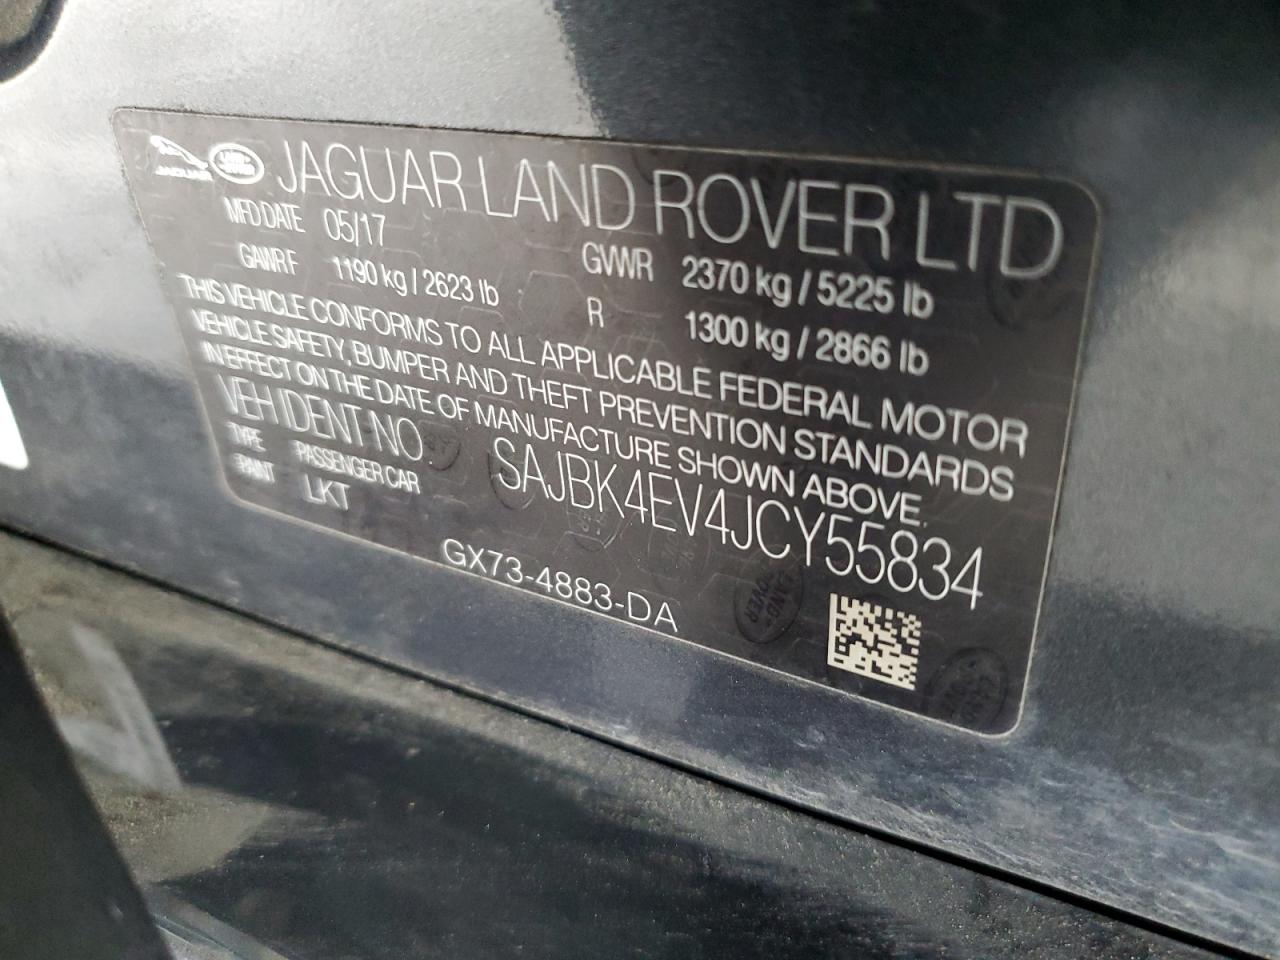 JAGUAR LAND ROVER LTD
MFD DATE 05/17
GVWR 2370 kg / 5225 lb
GAWR F 1190 kg / 2623 lb R 1300 kg / 2866 lb
THIS VEHICLE CONFORMS TO ALL APPLICABLE FEDERAL MOTOR
VEHICLE SAFETY, BUMPER AND THEFT PREVENTION STANDARDS
IN EFFECT ON THE DATE OF MANUFACTURE SHOWN ABOVE.
VEH IDENT NO. SAJBK4EV4JCY55834
TYPE PASSENGER CAR
PAINT LKT
GX73-4883-DA
JAGUAR
LAND ROVER